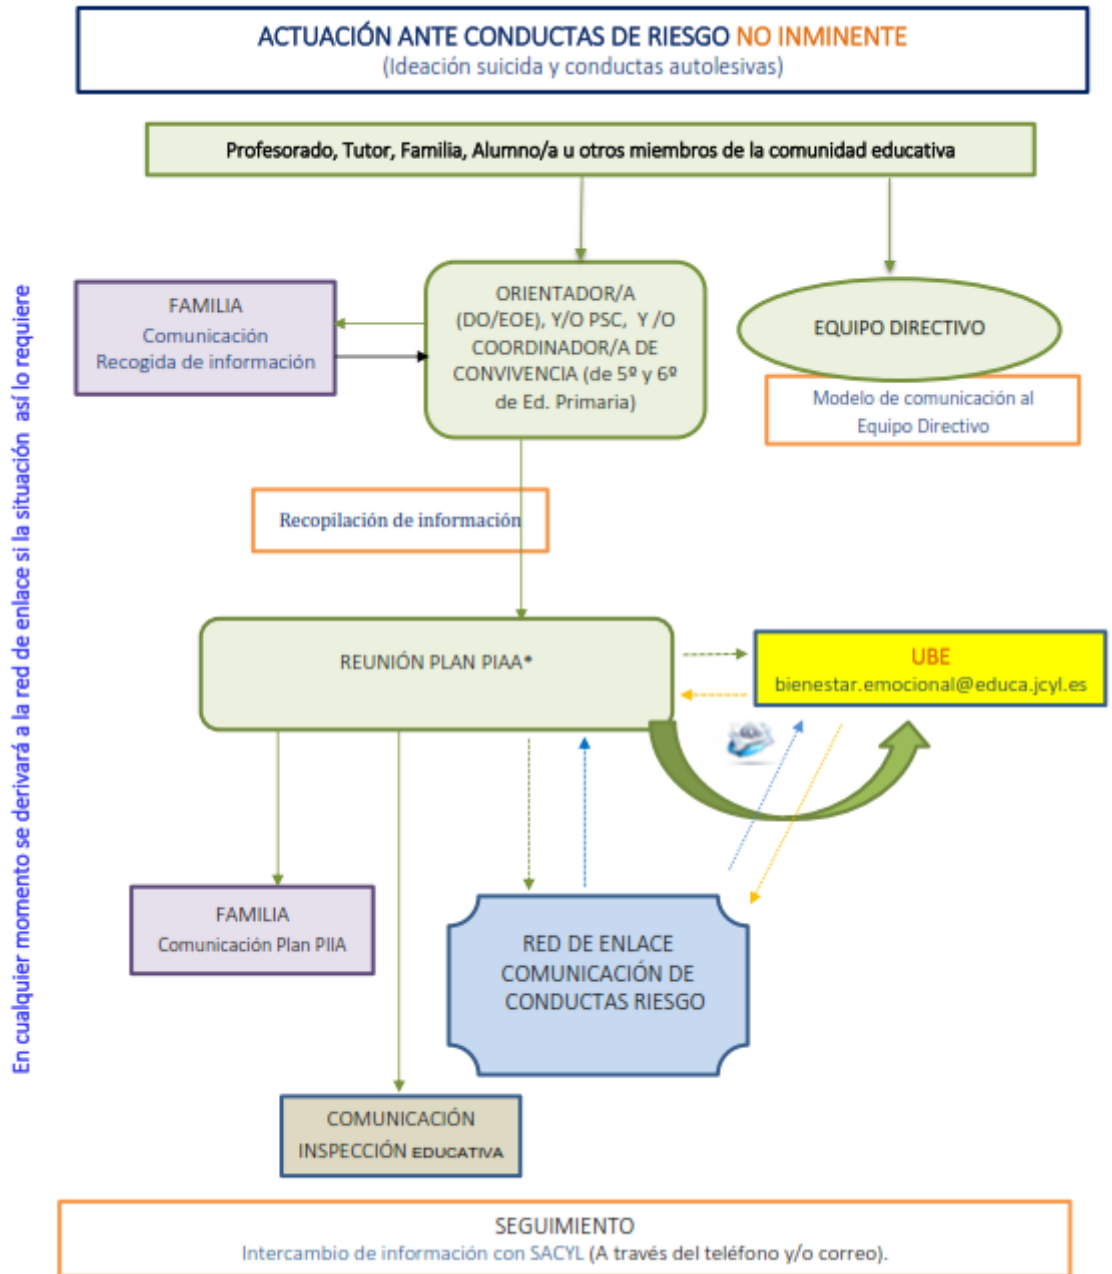 ACTUACIÓN ANTE CONDUCTAS DE RIESGO NO INMINENTE
(Ideación suicida y conductas autolesivas)
Profesorado, Tutor, Familia, Alumno/a u otros miembros de la comunidad educativa
En cualquier momento se derivará a la red de enlace si la situación así lo requiere
FAMILIA
Comunicación
Recogida de información
ORIENTADOR/A
(DO/EOE), Y/O PSC, Y /O
COORDINADOR/A DE
CONVIVENCIA (de 5º y 6º
de Ed. Primaria)
EQUIPO DIRECTIVO
Modelo de comunicación al
Equipo Directivo
Recopilación de información
REUNIÓN PLAN PIAA*
UBE
bienestar.emocional@educa.jcyl.es
FAMILIA
Comunicación Plan PIIA
RED DE ENLACE
COMUNICACIÓN DE
CONDUCTAS RIESGO
COMUNICACIÓN
INSPECCIÓN EDUCATIVA
SEGUIMIENTO
Intercambio de información con SACYL (A través del teléfono y/o correo).